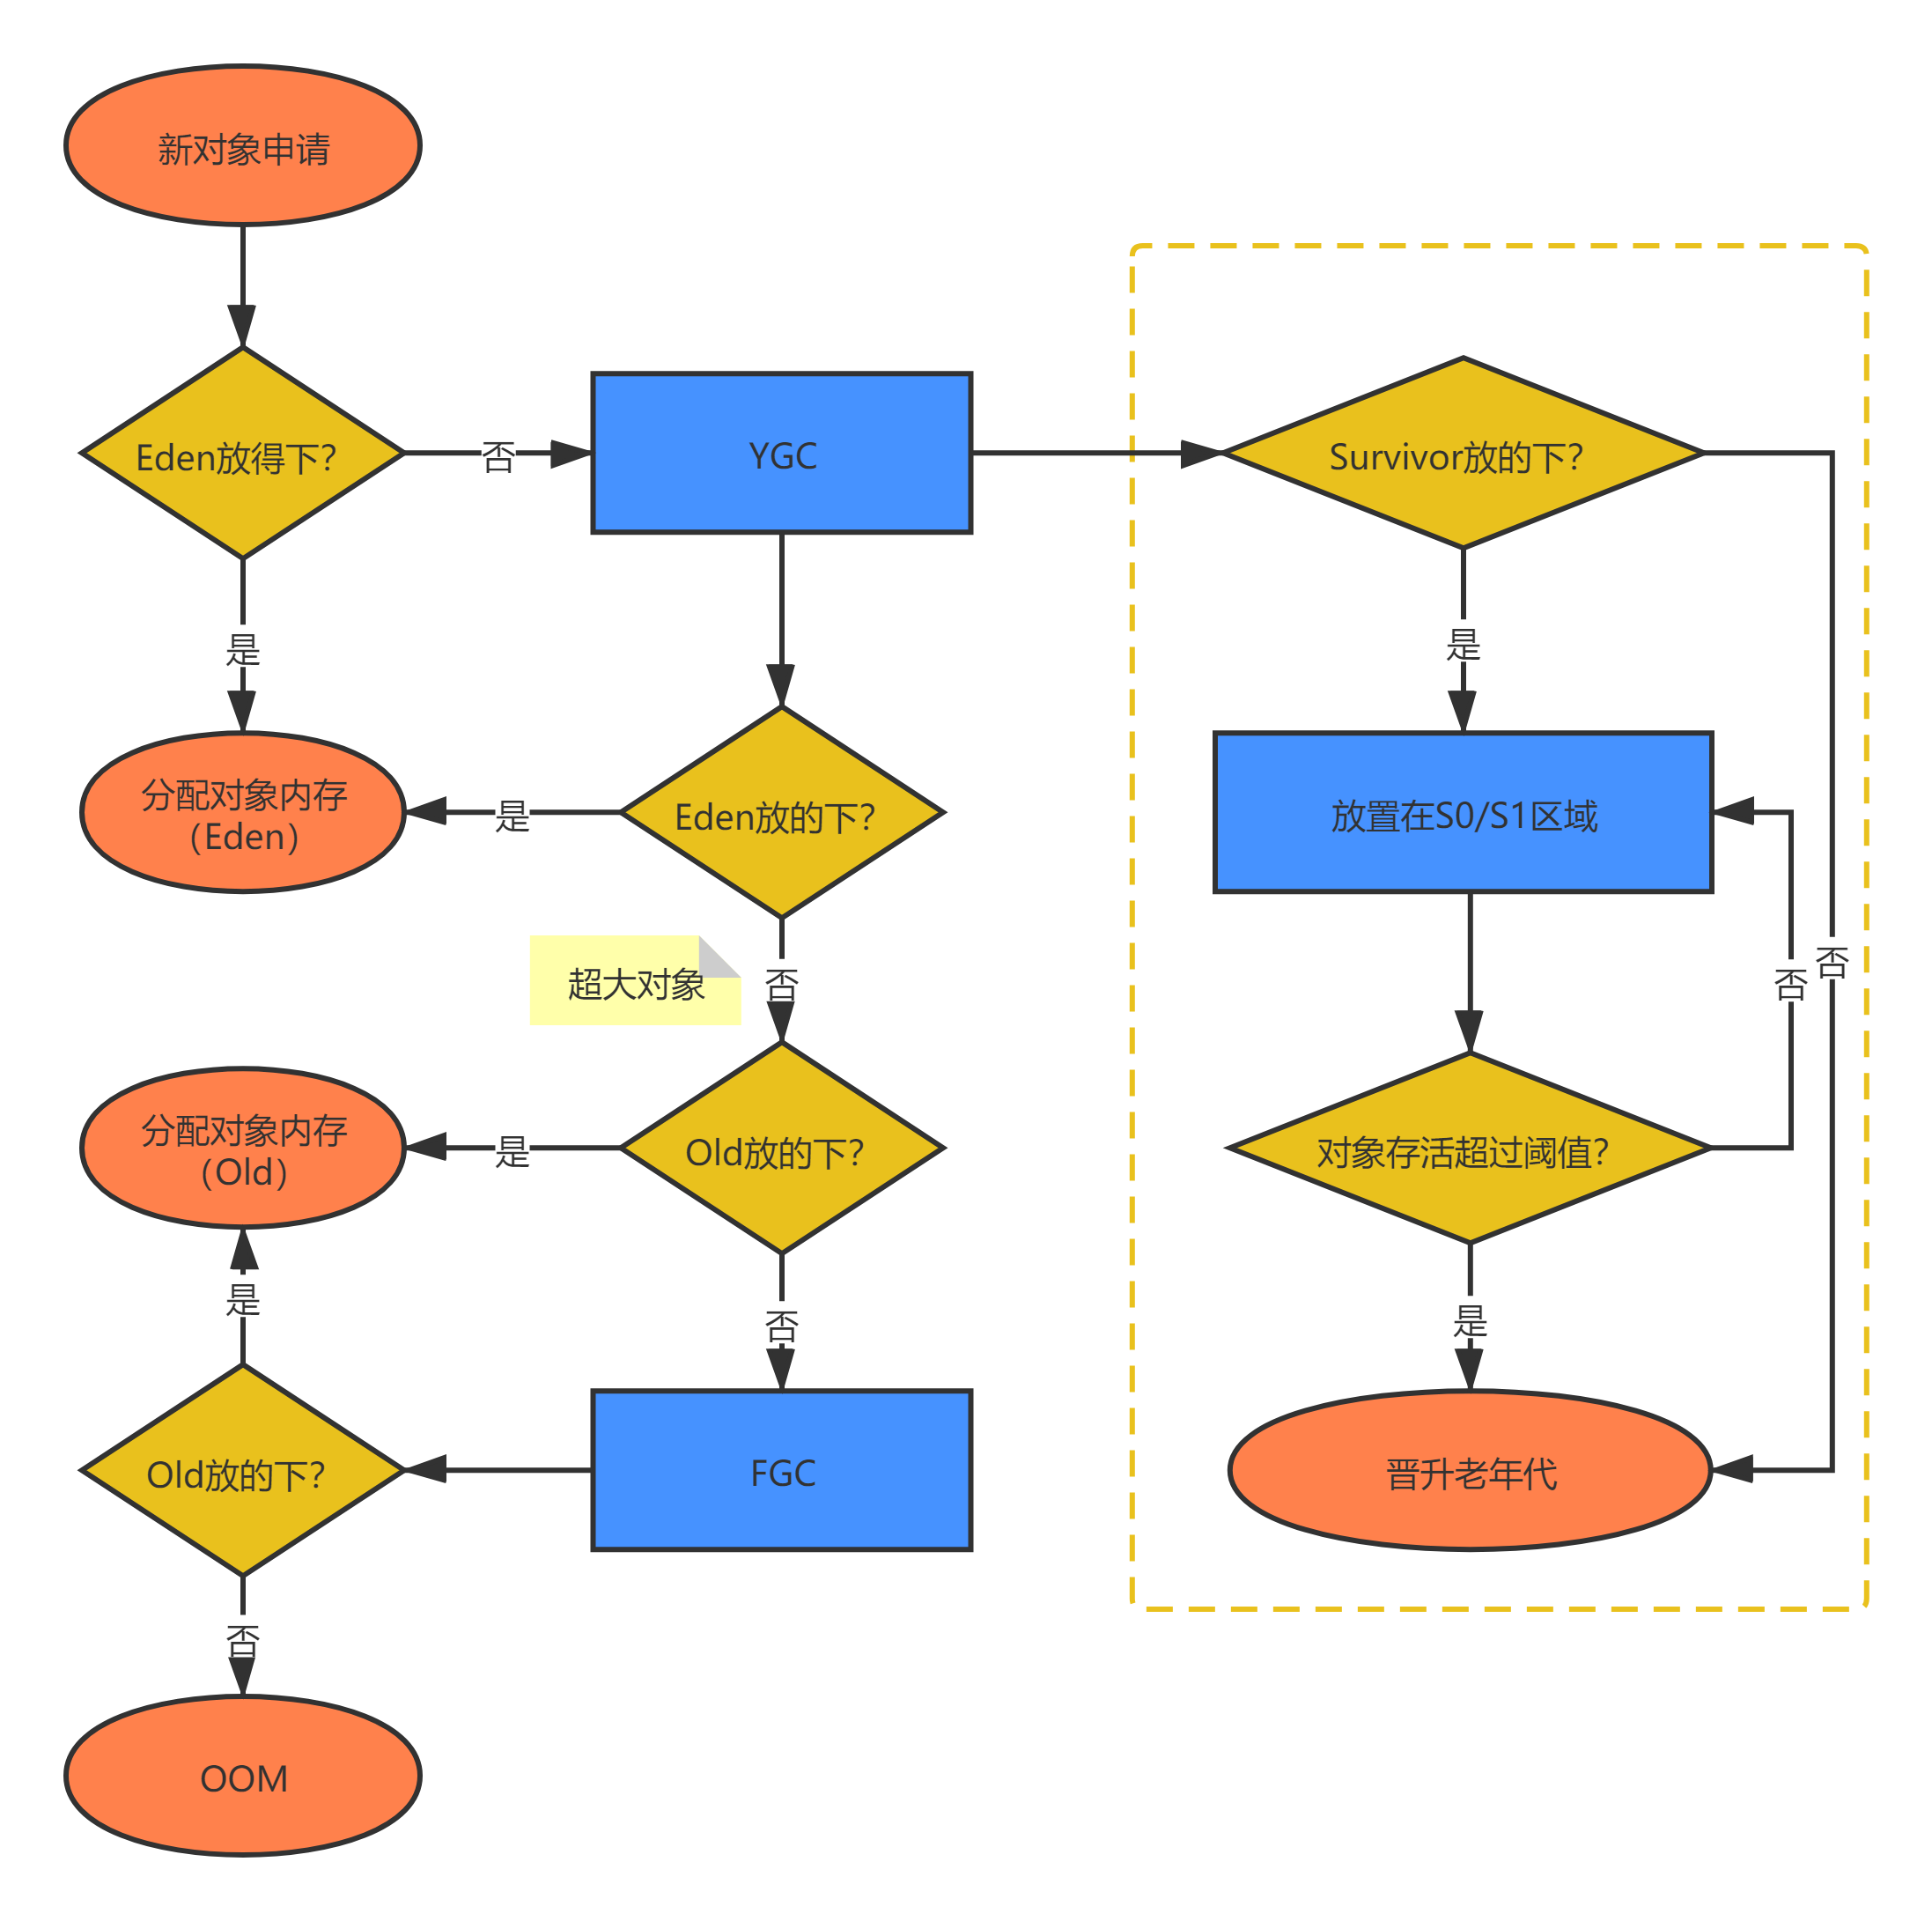 新对象申请
Eden放得下？
否
YGC
Survivor放的下？
是
是
分配对象内存
（Eden）
是
Eden放的下？
放置在S0/S1区域
超大对象
否
否
否
分配对象内存
（Old）
是
Old放的下？
对象存活超过阈值？
是
否
是
Old放的下？
FGC
晋升老年代
否
OOM